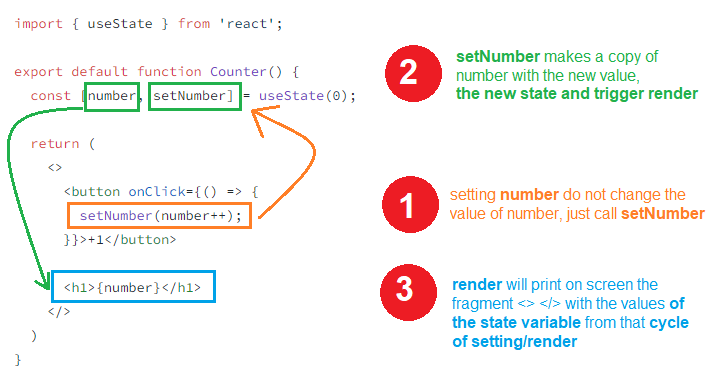 import { useState } from 'react';
export default function Counter() {
const [number, setNumber] = useState(0);
return (
<>
<button onClick={() => {
setNumber(number++);
}}>+1</button>
<h1>{number}</h1>
</>
)
}
2
setNumber makes a copy of
number with the new value,
the new state and trigger render
1
setting number do not change the
value of number, just call setNumber
3
render will print on screen the
fragment <> </> with the values of
the state variable from that cycle
of setting/render